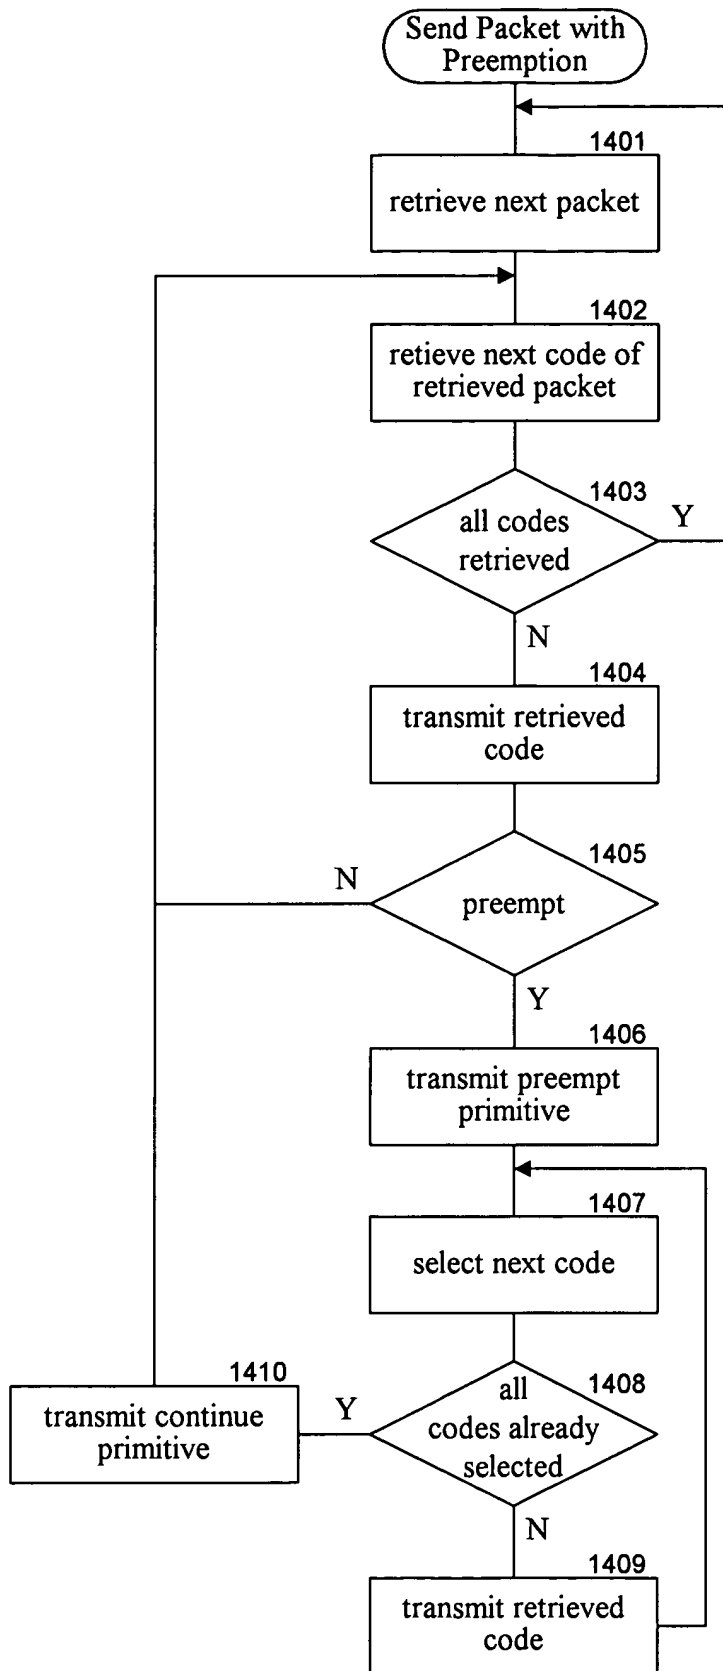 Send Packet with
Preemption
1401
retrieve next packet
1402
retieve next code of
retrieved packet
1403
all codes
retrieved
Y
N
1404
transmit retrieved
code
1405
preempt
N
Y
1406
transmit preempt
primitive
1407
select next code
1408
all
codes already
selected
Y
1410
transmit continue
primitive
N
1409
transmit retrieved
code